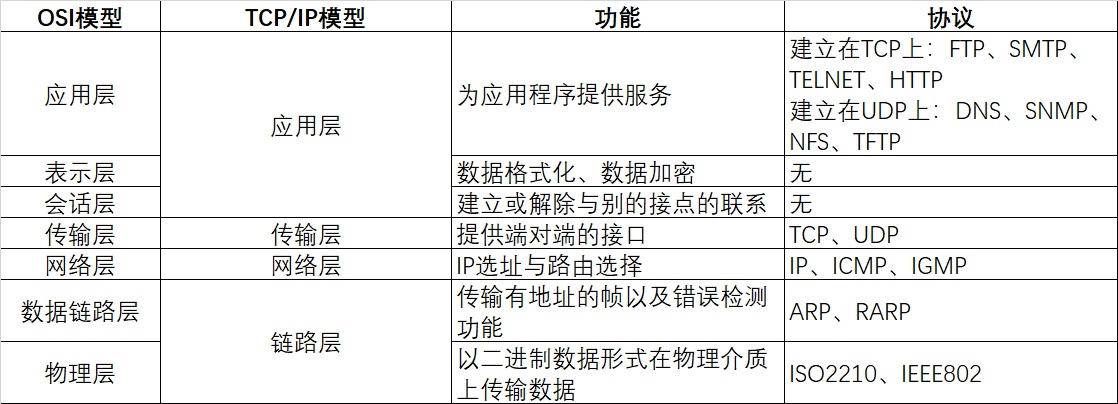 OSI模型 TCP/IP模型 功能 协议
应用层 应用层 为应用程序提供服务 建立在TCP上：FTP、SMTP、
TELNET、HTTP
建立在UDP上：DNS、SNMP、
NFS、TFTP
表示层 数据格式化、数据加密 无
会话层 建立或解除与别的接点的联系 无
传输层 传输层 提供端对端的接口 TCP、UDP
网络层 网络层 IP选址与路由选择 IP、ICMP、IGMP
数据链路层 链路层 传输有地址的帧以及错误检测
功能 ARP、RARP
物理层 以二进制数据形式在物理介质
上传输数据 ISO2210、IEEE802